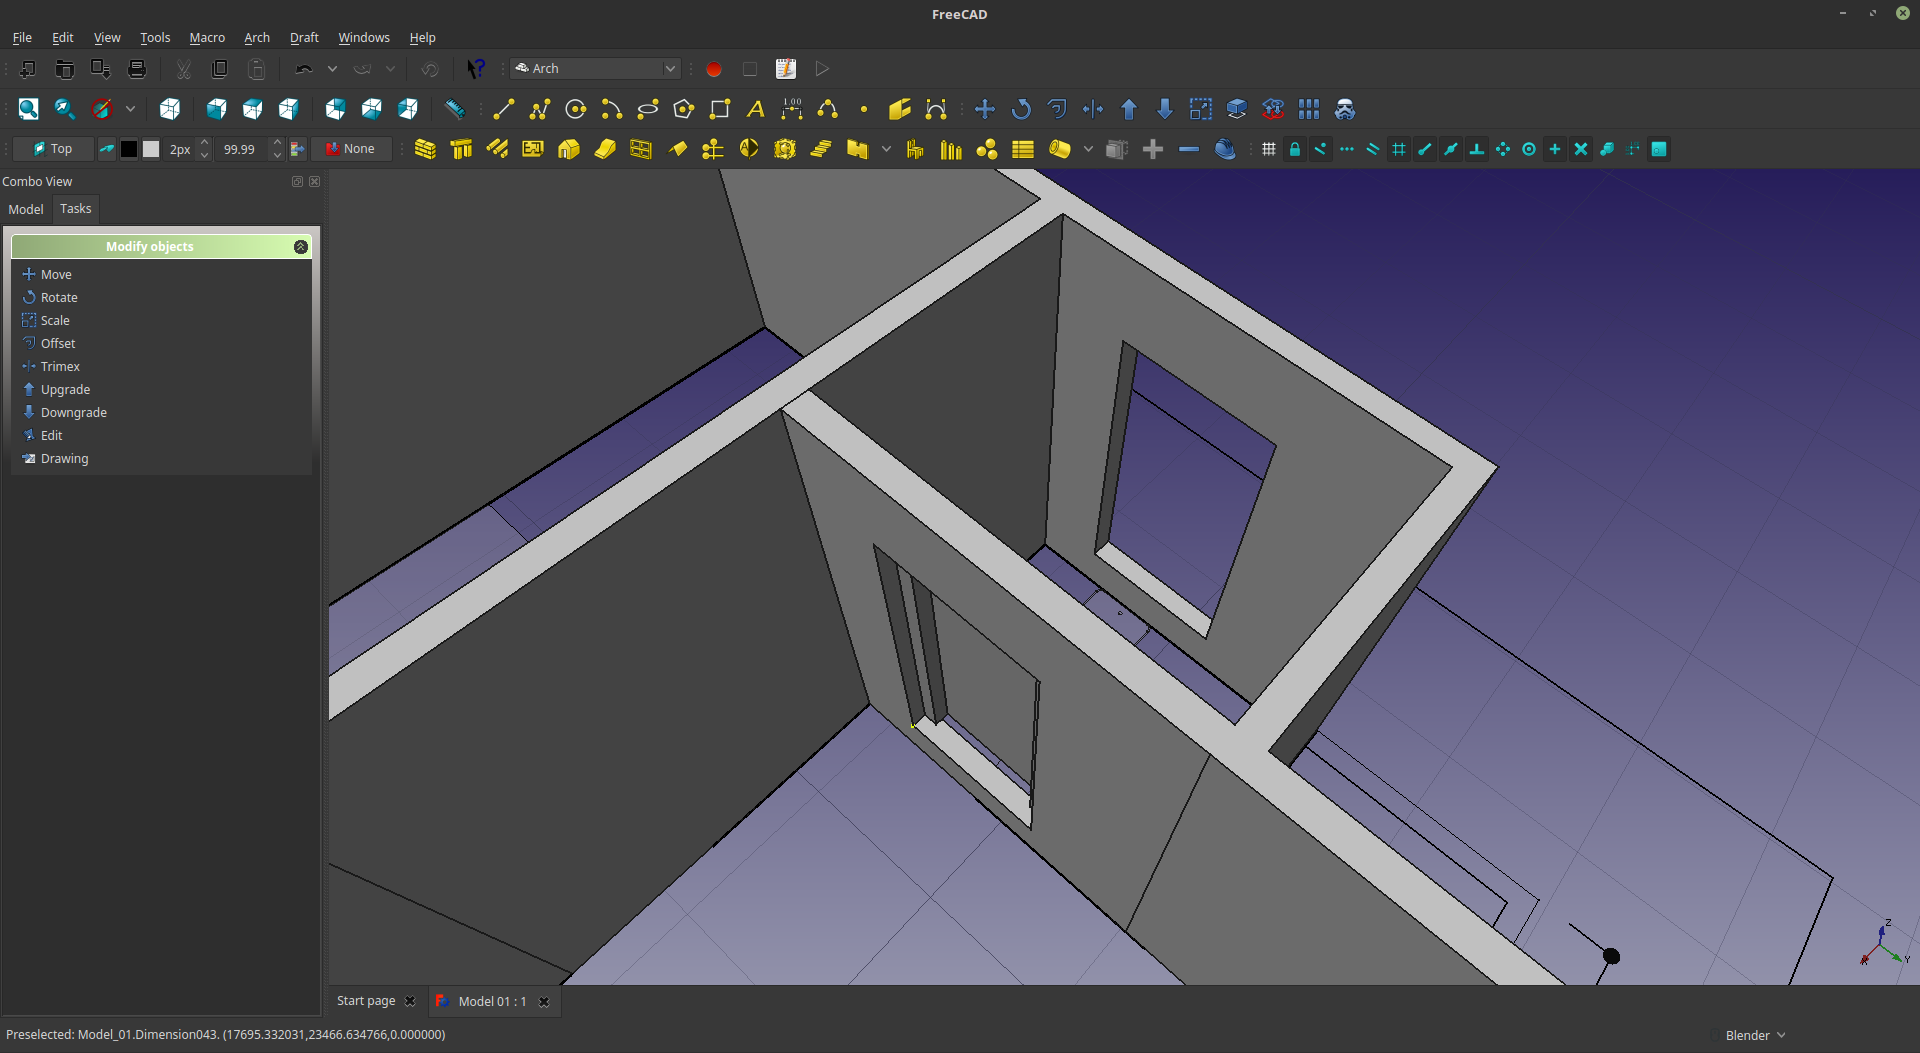 FreeCAD
File Edit View Tools Macro Arch Draft Windows Help
Arch
A 1.00
Top 2px 99.99 None
Combo View
Model Tasks
Modify objects
Move
Rotate
Scale
Offset
Trimex
Upgrade
Downgrade
Edit
Drawing
Z
X Y
Start page Model 01 : 1
Preselected: Model_01.Dimension043. (17695.332031,23466.634766,0.000000) Blender